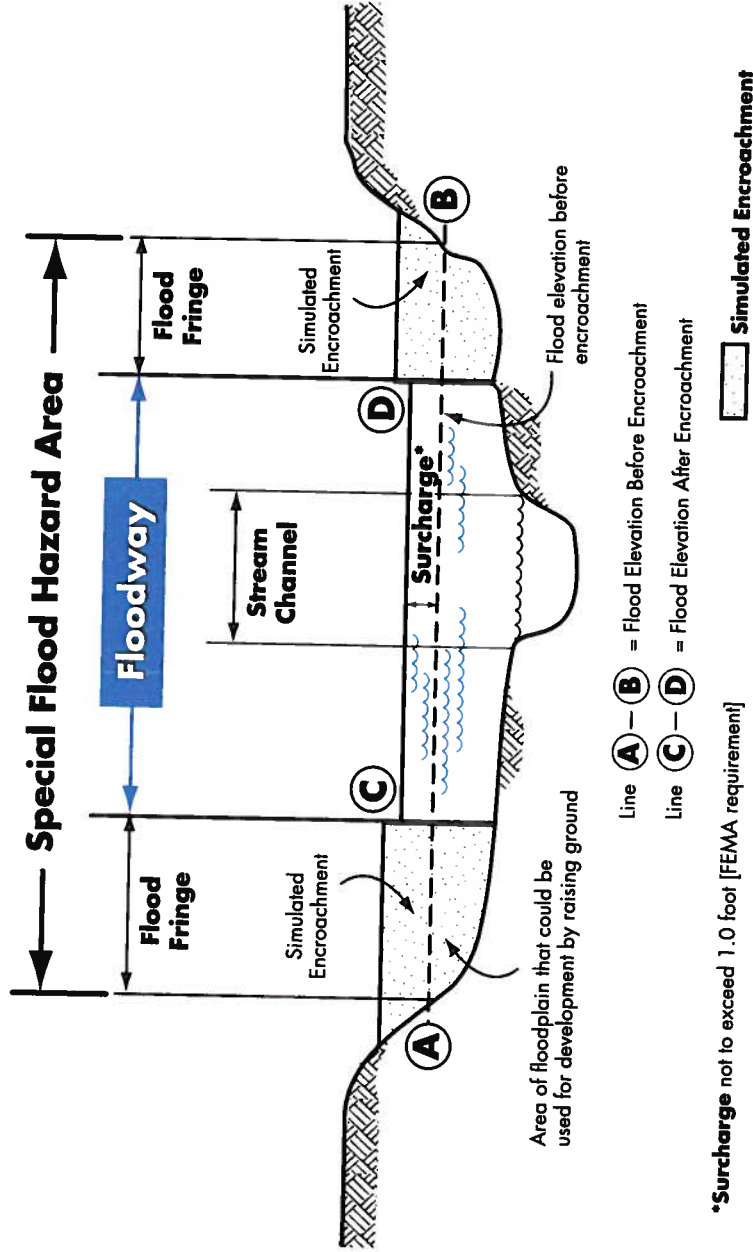 Special Flood Hazard Area
Floodway
Flood
Fringe
Flood
Fringe
Stream
Channel
Simulated
Encroachment
Simulated
Encroachment
C
D
Surcharge*
A
B
Area of floodplain that could be
used for development by raising ground
Flood elevation before
encroachment
Line A – B = Flood Elevation Before Encroachment
Line C – D = Flood Elevation After Encroachment
*Surcharge not to exceed 1.0 foot [FEMA requirement]
Simulated Encroachment